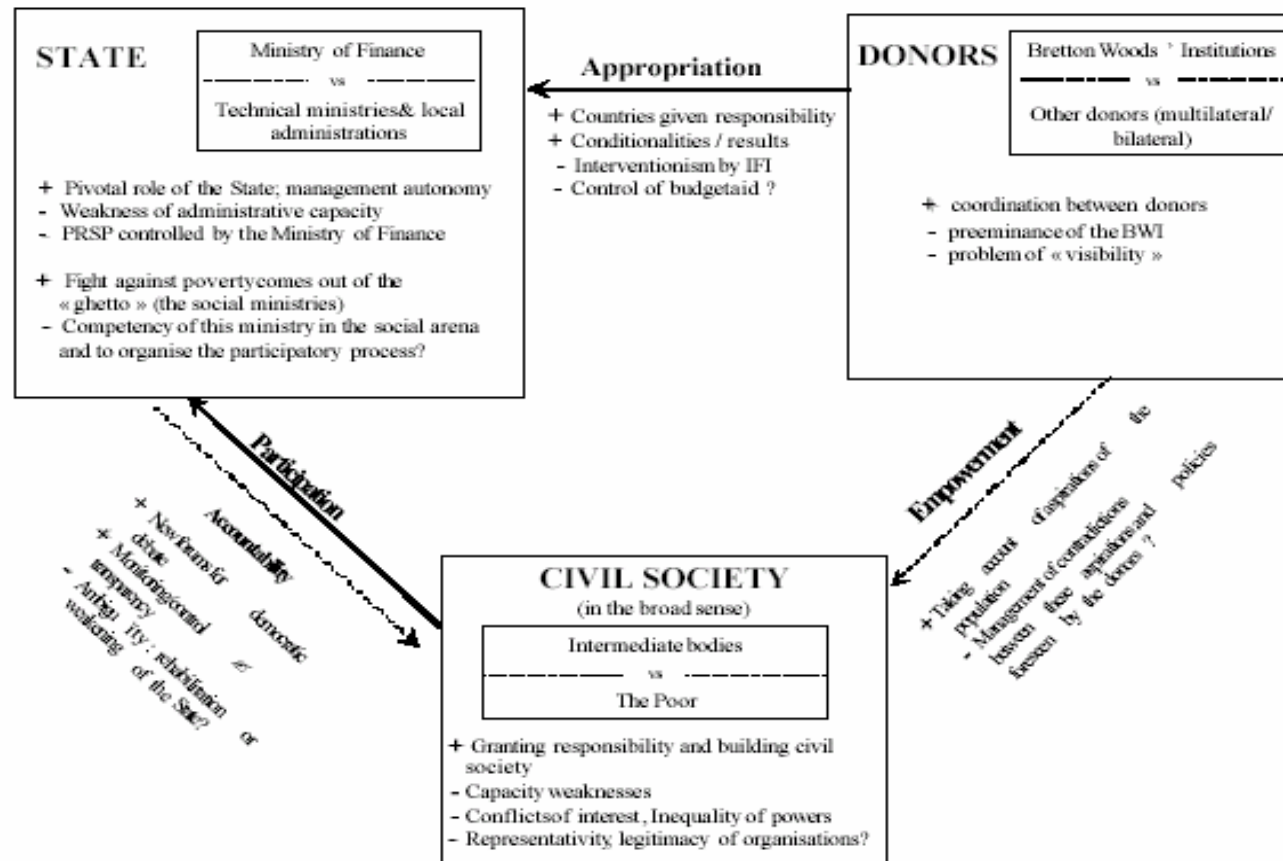 STATE
Ministry of Finance
vs
Technical ministries& local
administrations
+ Pivotal role of the State; management autonomy
- Weakness of administrative capacity
- PRSP controlled by the Ministry of Finance
+ Fight against povertycomes out of the
« ghetto » (the social ministries)
- Competency of this ministry in the social arena
and to organise the participatory process?
Appropriation
+ Countries given responsibility
+ Conditionalities / results
- Interventionism by IFI
- Control of budgetaid ?
DONORS
Bretton Woods ' Institutions
vs
Other donors (multilateral/
bilateral)
+ coordination between donors
- preeminance of the BWI
- problem of « visibility »
Participation
Accountability
+ New forms for democratic
debate
+ Monitoring/control &
transparency
- Ambiguity : rehabilitation or
weakening of the State?
Empowerment
+ Taking account of aspirations of the
population
- Management of contradictions
between these aspirations and policies
foreseen by the donors ?
CIVIL SOCIETY
(in the broad sense)
Intermediate bodies
vs
The Poor
+ Granting responsibility and building civil
society
- Capacity weaknesses
- Conflictsof interest, Inequality of powers
- Representativity, legitimacy of organisations?